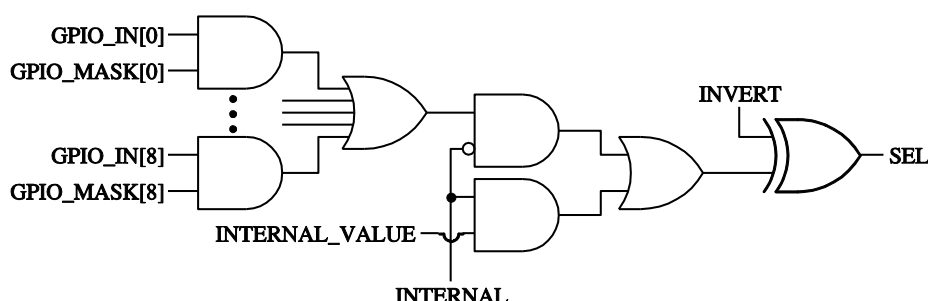 GPIO_IN[0]
GPIO_MASK[0]
GPIO_IN[8]
GPIO_MASK[8]
INTERNAL_VALUE
INTERNAL
INVERT
SEL